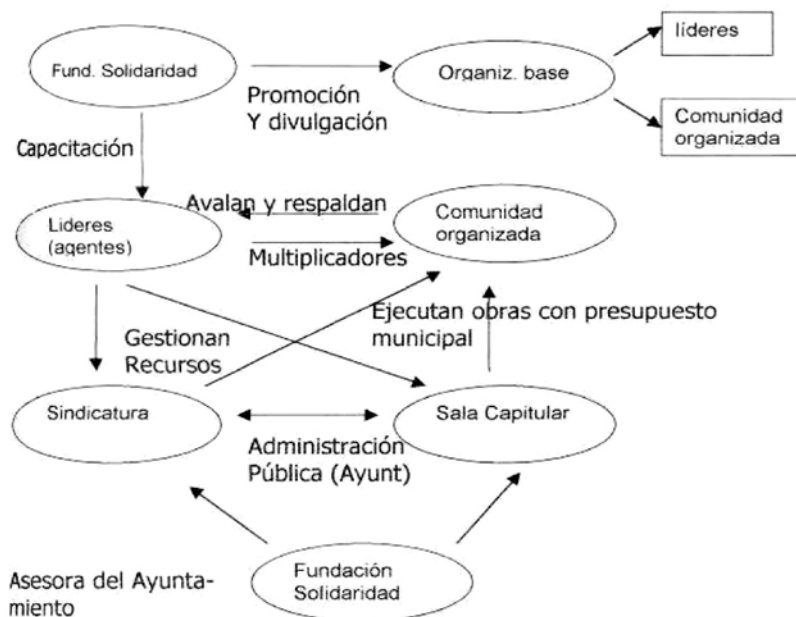 líderes
Fund. Solidaridad
Organiz. base
Promoción
Y divulgación
Comunidad
organizada
Capacitación
Avalan y respaldan
Lideres
(agentes)
Comunidad
organizada
Multiplicadores
Ejecutan obras con presupuesto
municipal
Gestionan
Recursos
Sindicatura
Sala Capitular
Administración
Pública (Ayunt)
Asesora del Ayunta-
miento
Fundación
Solidaridad